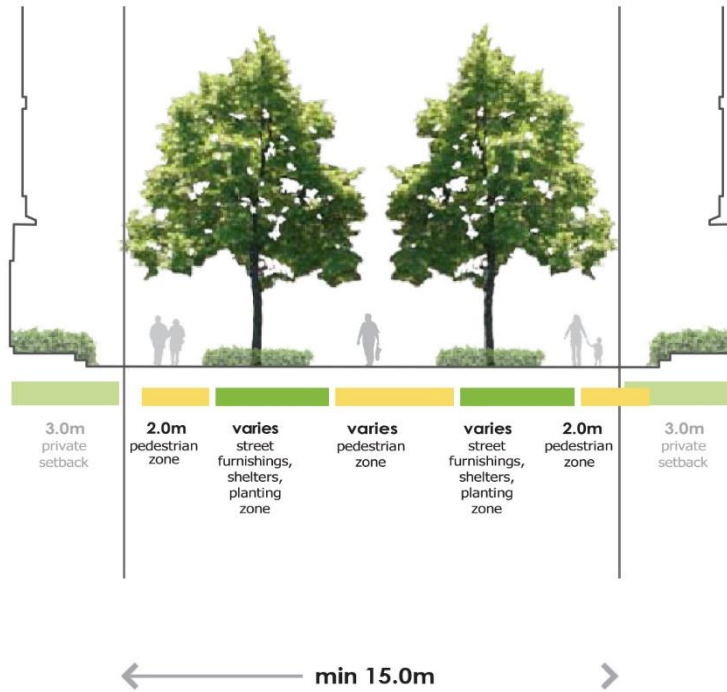 3.0m
private
setback
2.0m
pedestrian
zone
varies
street
furnishings,
shelters,
planting
zone
varies
pedestrian
zone
varies
street
furnishings,
shelters,
planting
zone
2.0m
pedestrian
zone
3.0m
private
setback
min 15.0m